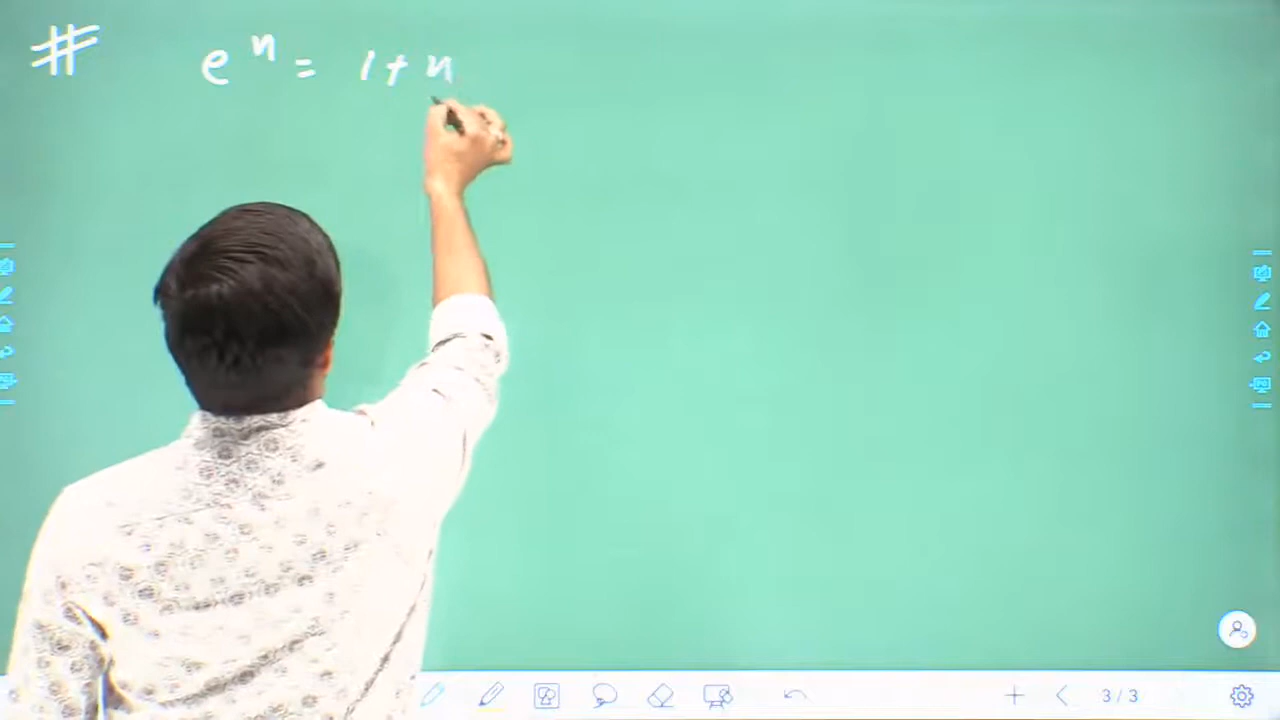 # e^n = 1 + n
3 / 3